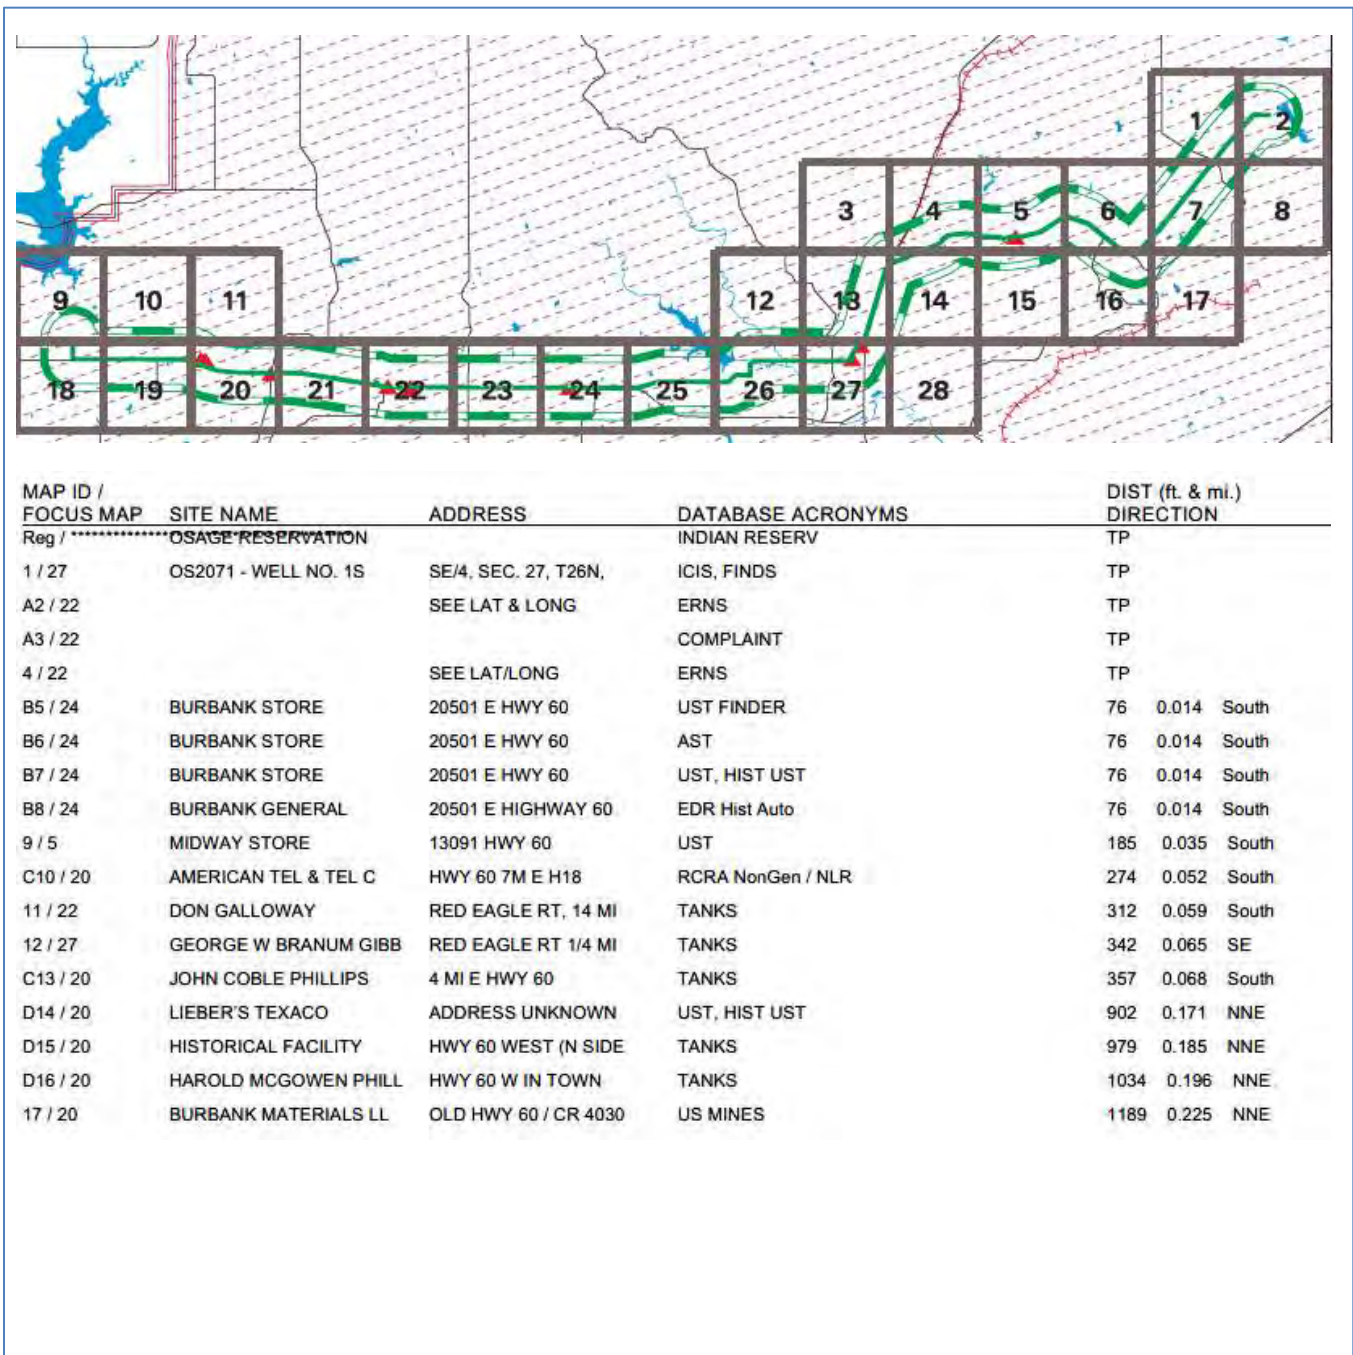 1 2
3 4 5 6 7 8
9 10 11 12 13 14 15 16 17
18 19 20 21 22 23 24 25 26 27 28
MAP ID / DIST (ft. & mi.)
FOCUS MAP SITE NAME ADDRESS DATABASE ACRONYMS DIRECTION
Reg / OSAGE RESERVATION INDIAN RESERV TP
1 / 27 OS2071 - WELL NO. 1S SE/4, SEC. 27, T26N, ICIS, FINDS TP
A2 / 22 SEE LAT & LONG ERNS TP
A3 / 22 COMPLAINT TP
4 / 22 SEE LAT/LONG ERNS TP
B5 / 24 BURBANK STORE 20501 E HWY 60 UST FINDER 76 0.014 South
B6 / 24 BURBANK STORE 20501 E HWY 60 AST 76 0.014 South
B7 / 24 BURBANK STORE 20501 E HWY 60 UST, HIST UST 76 0.014 South
B8 / 24 BURBANK GENERAL 20501 E HIGHWAY 60 EDR Hist Auto 76 0.014 South
9 / 5 MIDWAY STORE 13091 HWY 60 UST 185 0.035 South
C10 / 20 AMERICAN TEL & TEL C HWY 60 7M E H18 RCRA NonGen / NLR 274 0.052 South
11 / 22 DON GALLOWAY RED EAGLE RT, 14 MI TANKS 312 0.059 South
12 / 27 GEORGE W BRANUM GIBB RED EAGLE RT 1/4 MI TANKS 342 0.065 SE
C13 / 20 JOHN COBLE PHILLIPS 4 MI E HWY 60 TANKS 357 0.068 South
D14 / 20 LIEBER'S TEXACO ADDRESS UNKNOWN UST, HIST UST 902 0.171 NNE
D15 / 20 HISTORICAL FACILITY HWY 60 WEST (N SIDE TANKS 979 0.185 NNE
D16 / 20 HAROLD MCGOWEN PHILL HWY 60 W IN TOWN TANKS 1034 0.196 NNE
17 / 20 BURBANK MATERIALS LL OLD HWY 60 / CR 4030 US MINES 1189 0.225 NNE